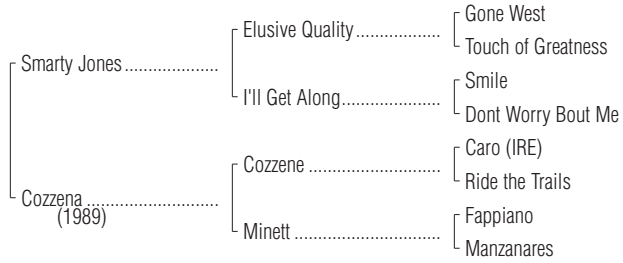 Gone West
Elusive Quality
Touch of Greatness
Smarty Jones
Smile
I'll Get Along
Dont Worry Bout Me
Caro (IRE)
Cozzene
Ride the Trails
Cozzena
(1989)
Fappiano
Minett
Manzanares